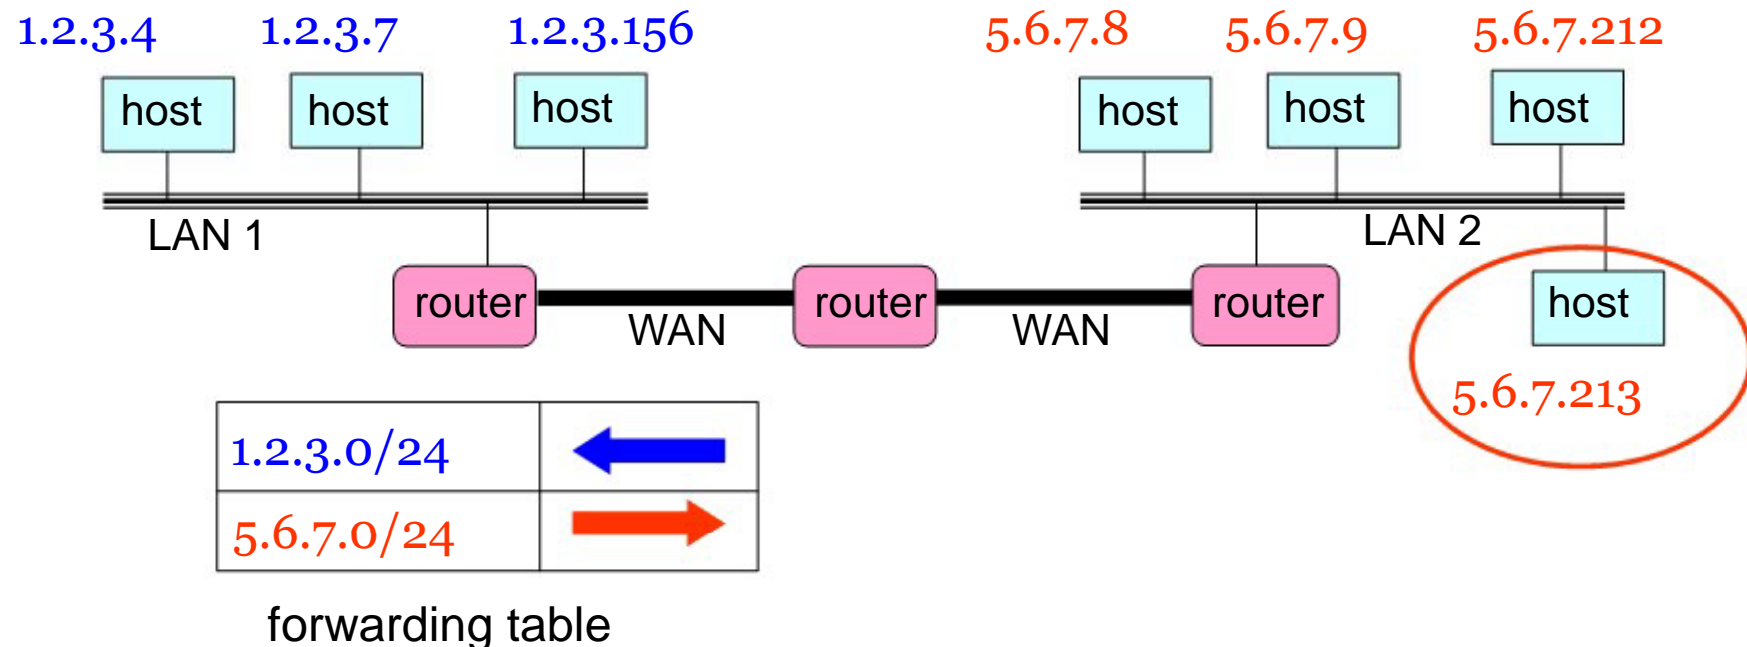 1.2.3.4 1.2.3.7 1.2.3.156 5.6.7.8 5.6.7.9 5.6.7.212
host host host host host host
LAN 1 LAN 2
router router router host
WAN WAN
5.6.7.213
1.2.3.0/24
5.6.7.0/24
forwarding table